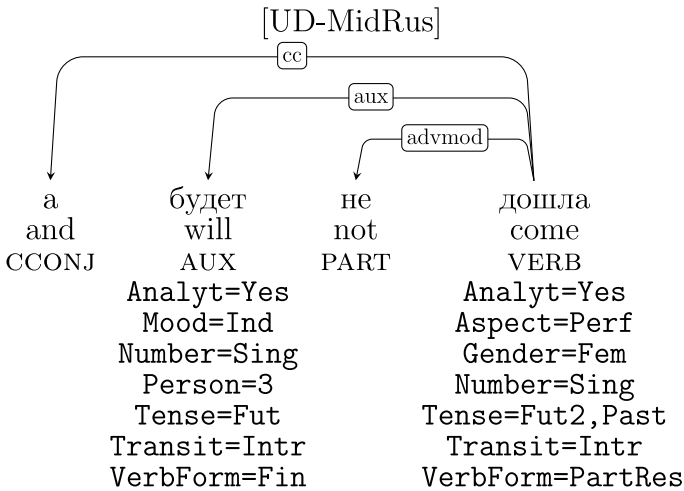 [UD-MidRus]
cc
aux
advmod
а будет не дошла
and will not come
CCONJ AUX PART VERB
Analyt=Yes Analyt=Yes
Mood=Ind Aspect=Perf
Number=Sing Gender=Fem
Person=3 Number=Sing
Tense=Fut Tense=Fut2,Past
Transit=Intr Transit=Intr
VerbForm=Fin VerbForm=PartRes